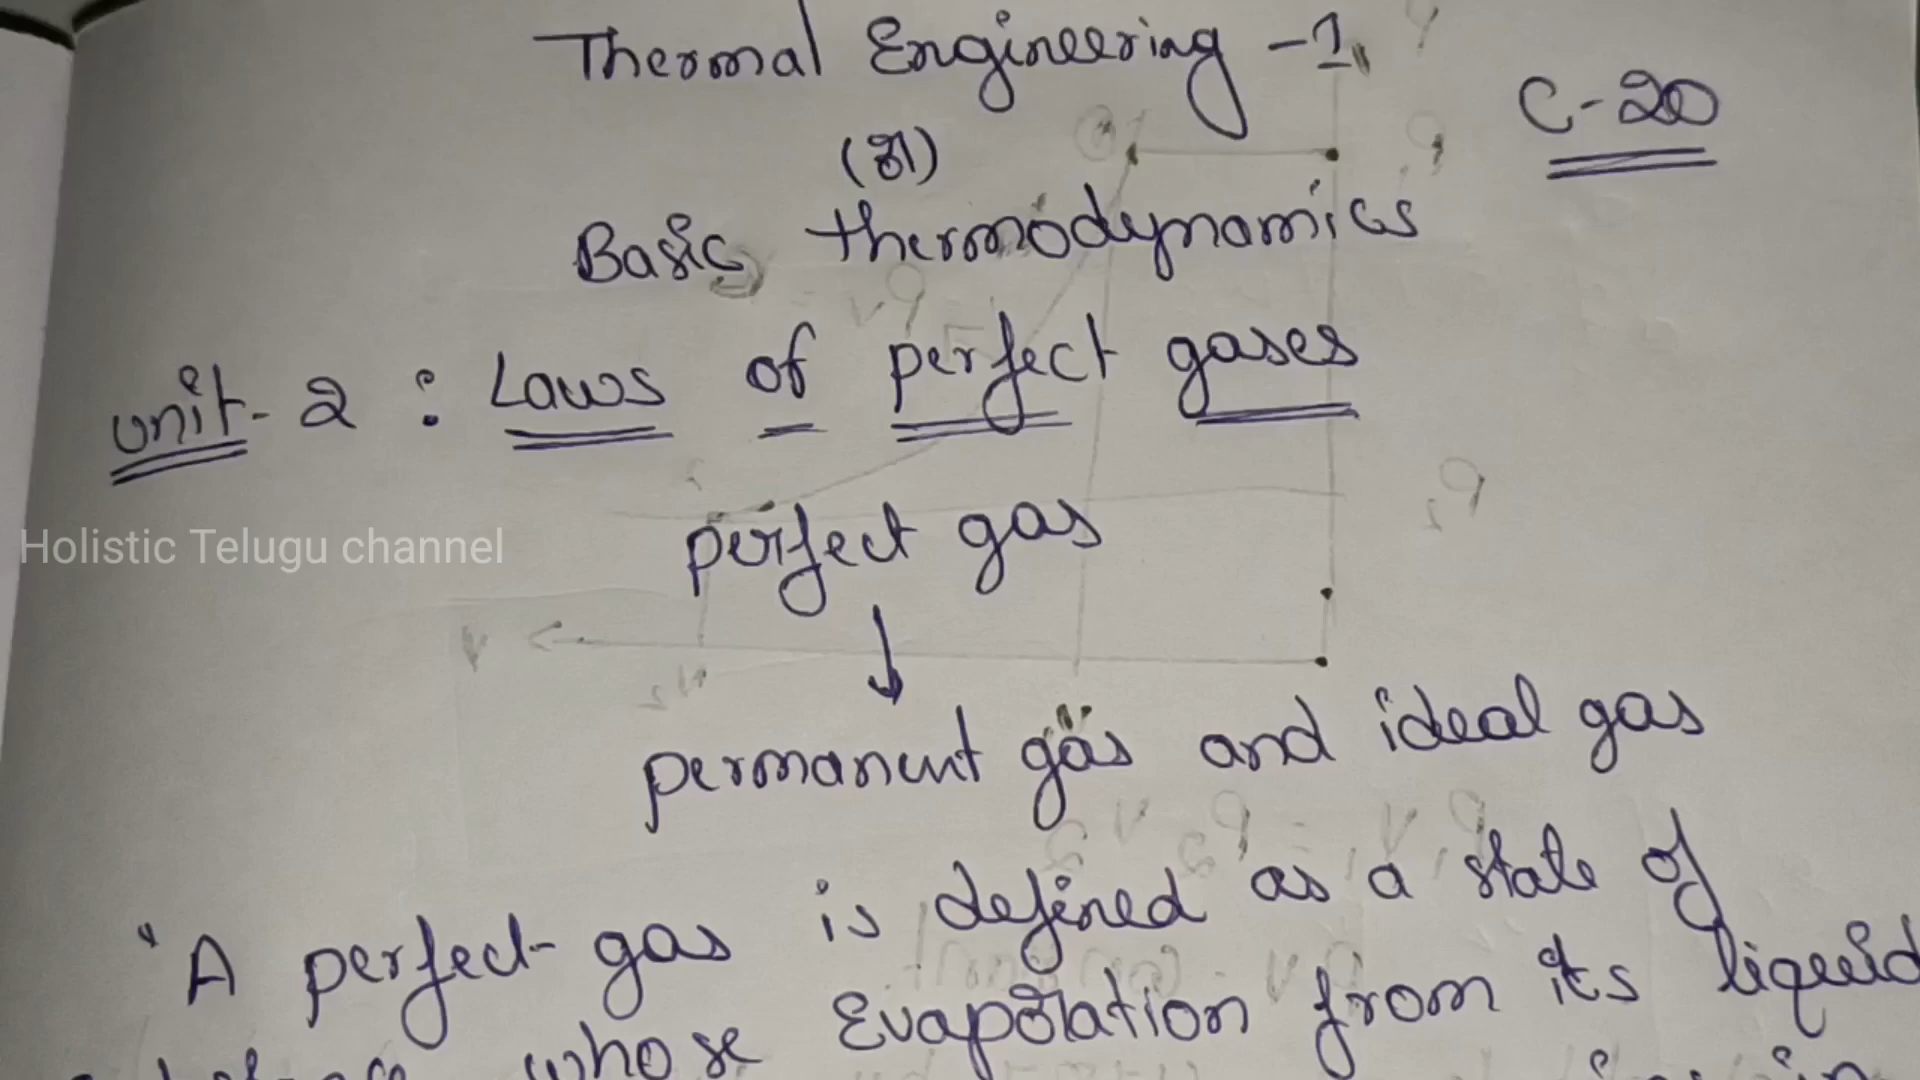 Thermal Engineering -1
C-20
(or)
Basic thermodynamics
unit-2 : Laws of perfect gases
Holistic Telugu channel
perfect gas
↓
permanent gas and ideal gas
"A perfect gas is defined as a state of
whose Evaporation from its liquid